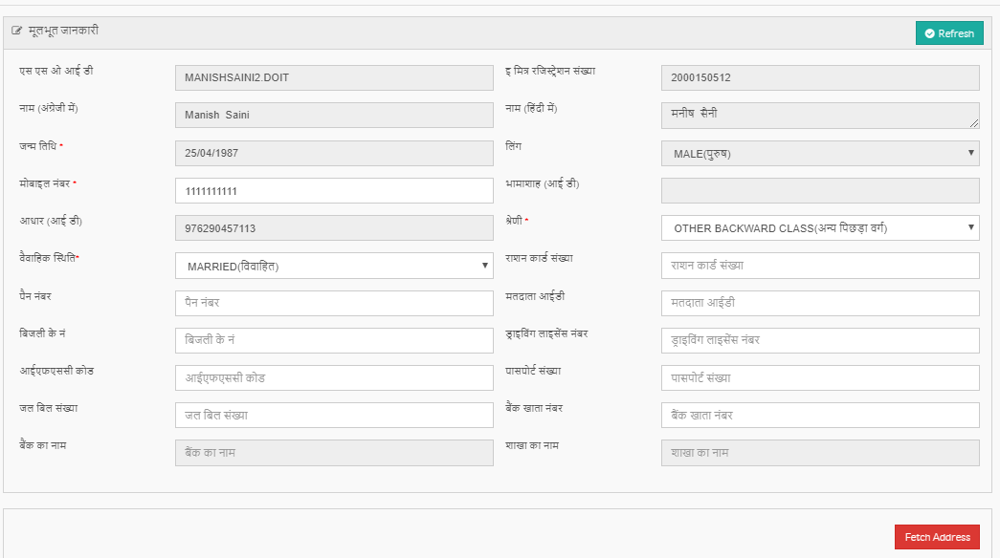 मूलभूत जानकारी
Refresh
एस एस ओ आई डी MANISHSAINI2.DOIT इ मित्र रजिस्ट्रेशन संख्या 2000150512
नाम (अंग्रेजी में) Manish Saini नाम (हिंदी में) मनीष सैनी
जन्म तिथि * 25/04/1987 लिंग MALE(पुरुष)
मोबाइल नंबर * 1111111111 भामाशाह (आई डी)
आधार (आई डी) 976290457113 श्रेणी * OTHER BACKWARD CLASS(अन्य पिछड़ा वर्ग)
वैवाहिक स्थिति* MARRIED(विवाहित) राशन कार्ड संख्या राशन कार्ड संख्या
पैन नंबर पैन नंबर मतदाता आईडी मतदाता आईडी
बिजली के नं बिजली के नं ड्राइविंग लाइसेंस नंबर ड्राइविंग लाइसेंस नंबर
आईएफएससी कोड आईएफएससी कोड पासपोर्ट संख्या पासपोर्ट संख्या
जल बिल संख्या जल बिल संख्या बैंक खाता नंबर बैंक खाता नंबर
बैंक का नाम बैंक का नाम शाखा का नाम शाखा का नाम
Fetch Address